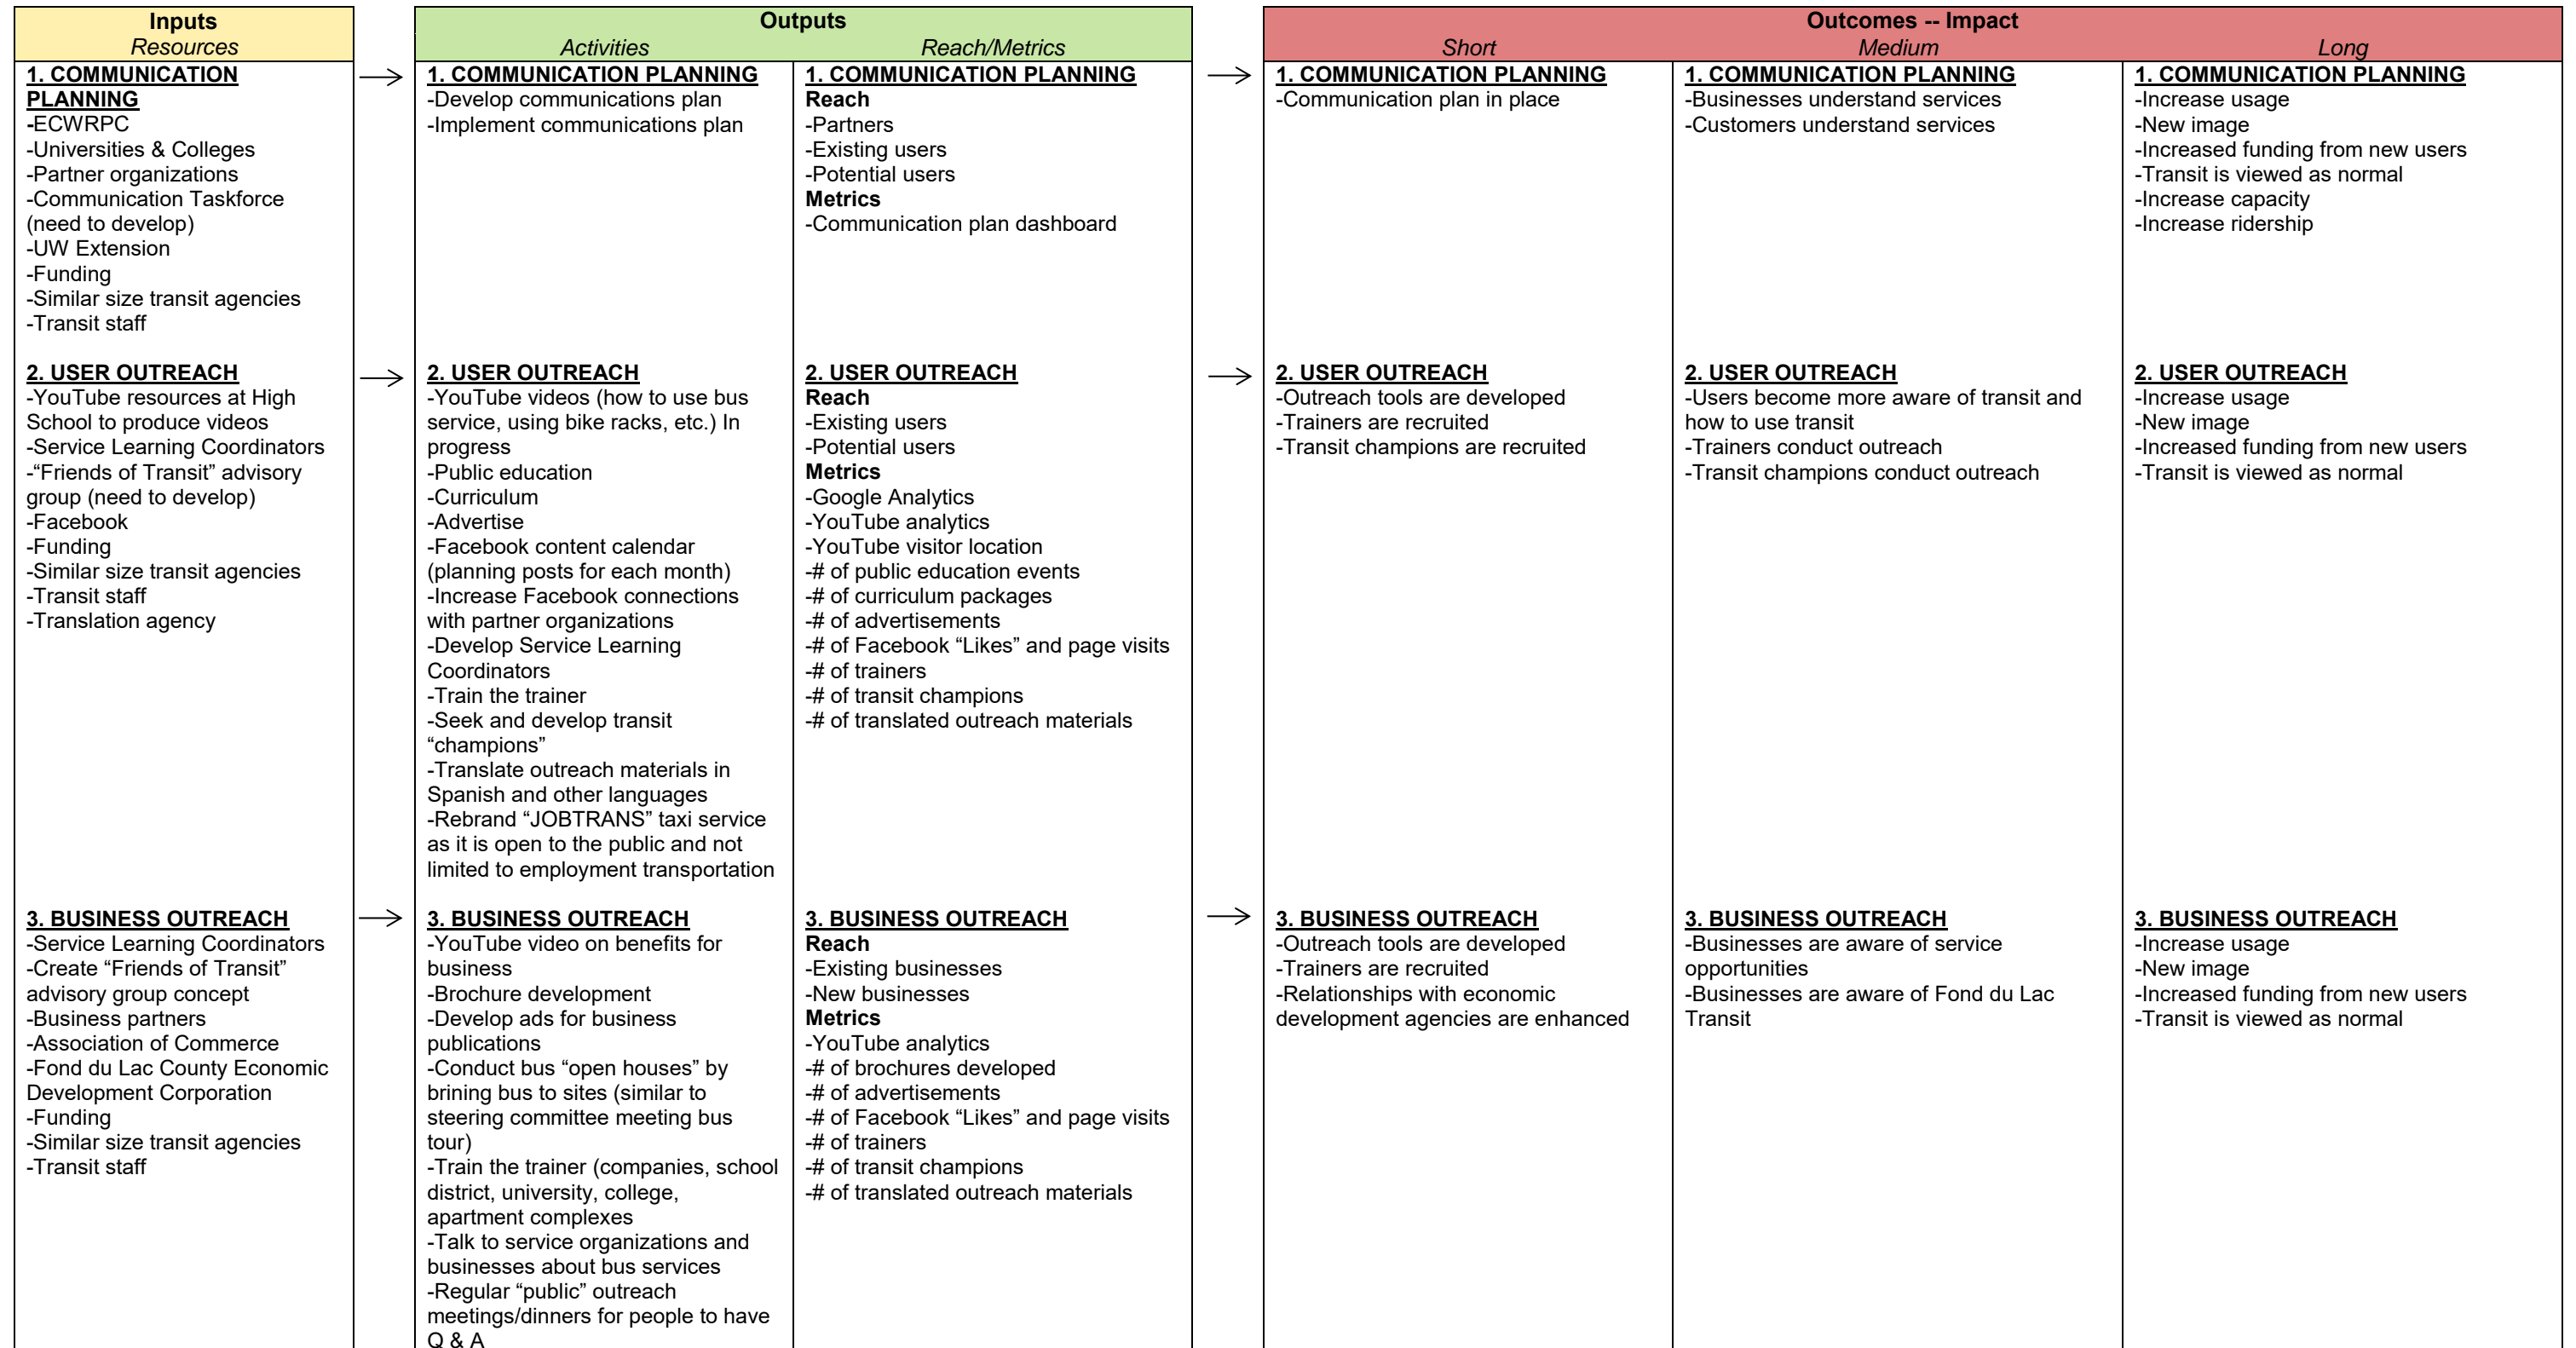 Inputs
Resources
Outputs
Activities
Reach/Metrics
Outcomes -- Impact
Short
Medium
Long
1. COMMUNICATION
PLANNING
-ECWRPC
-Universities & Colleges
-Partner organizations
-Communication Taskforce
(need to develop)
-UW Extension
-Funding
-Similar size transit agencies
-Transit staff
1. COMMUNICATION PLANNING
-Develop communications plan
-Implement communications plan
1. COMMUNICATION PLANNING
Reach
-Partners
-Existing users
-Potential users
Metrics
-Communication plan dashboard
1. COMMUNICATION PLANNING
-Communication plan in place
1. COMMUNICATION PLANNING
-Businesses understand services
-Customers understand services
1. COMMUNICATION PLANNING
-Increase usage
-New image
-Increased funding from new users
-Transit is viewed as normal
-Increase capacity
-Increase ridership
2. USER OUTREACH
-YouTube resources at High
School to produce videos
-Service Learning Coordinators
-“Friends of Transit” advisory
group (need to develop)
-Facebook
-Funding
-Similar size transit agencies
-Transit staff
-Translation agency
2. USER OUTREACH
-YouTube videos (how to use bus
service, using bike racks, etc.) In
progress
-Public education
-Curriculum
-Advertise
-Facebook content calendar
(planning posts for each month)
-Increase Facebook connections
with partner organizations
-Develop Service Learning
Coordinators
-Train the trainer
-Seek and develop transit
“champions”
-Translate outreach materials in
Spanish and other languages
-Rebrand “JOBTRANS” taxi service
as it is open to the public and not
limited to employment transportation
2. USER OUTREACH
Reach
-Existing users
-Potential users
Metrics
-Google Analytics
-YouTube analytics
-YouTube visitor location
-# of public education events
-# of curriculum packages
-# of advertisements
-# of Facebook “Likes” and page visits
-# of trainers
-# of transit champions
-# of translated outreach materials
2. USER OUTREACH
-Outreach tools are developed
-Trainers are recruited
-Transit champions are recruited
2. USER OUTREACH
-Users become more aware of transit and
how to use transit
-Trainers conduct outreach
-Transit champions conduct outreach
2. USER OUTREACH
-Increase usage
-New image
-Increased funding from new users
-Transit is viewed as normal
3. BUSINESS OUTREACH
-Service Learning Coordinators
-Create “Friends of Transit”
advisory group concept
-Business partners
-Association of Commerce
-Fond du Lac County Economic
Development Corporation
-Funding
-Similar size transit agencies
-Transit staff
3. BUSINESS OUTREACH
-YouTube video on benefits for
business
-Brochure development
-Develop ads for business
publications
-Conduct bus “open houses” by
brining bus to sites (similar to
steering committee meeting bus
tour)
-Train the trainer (companies, school
district, university, college,
apartment complexes
-Talk to service organizations and
businesses about bus services
-Regular “public” outreach
meetings/dinners for people to have
Q & A
3. BUSINESS OUTREACH
Reach
-Existing businesses
-New businesses
Metrics
-YouTube analytics
-# of brochures developed
-# of advertisements
-# of Facebook “Likes” and page visits
-# of trainers
-# of transit champions
-# of translated outreach materials
3. BUSINESS OUTREACH
-Outreach tools are developed
-Trainers are recruited
-Relationships with economic
development agencies are enhanced
3. BUSINESS OUTREACH
-Businesses are aware of service
opportunities
-Businesses are aware of Fond du Lac
Transit
3. BUSINESS OUTREACH
-Increase usage
-New image
-Increased funding from new users
-Transit is viewed as normal